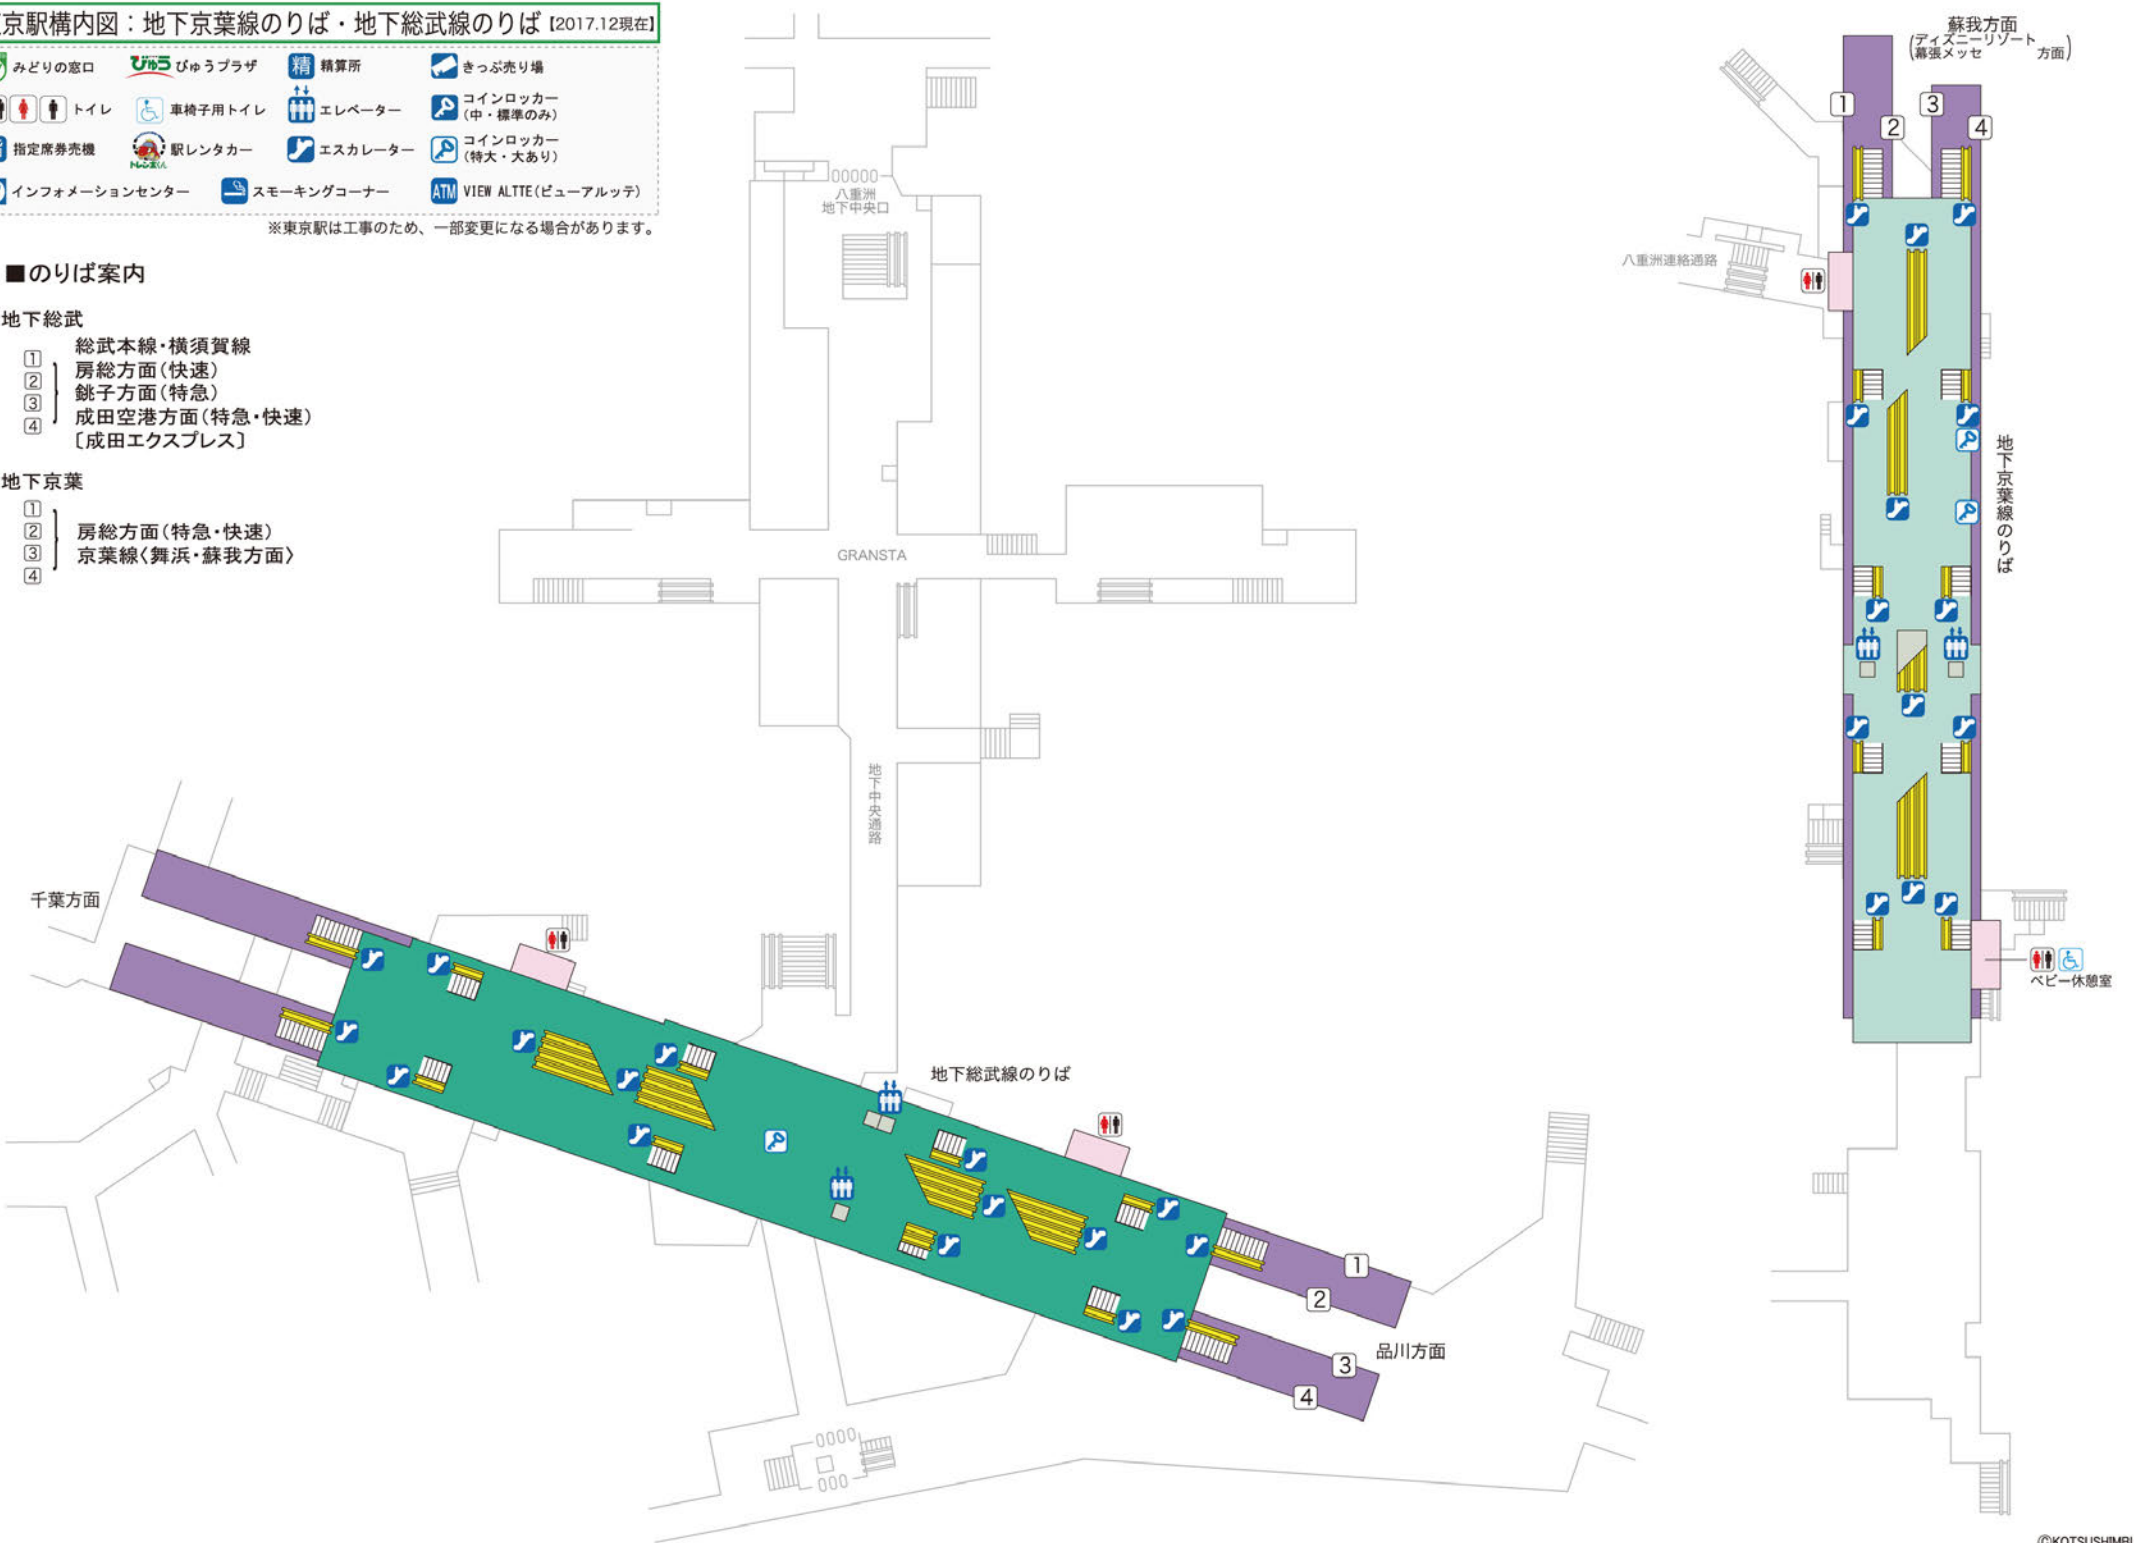 京駅構内図：地下京葉線のりば・地下総武線のりば【2017.12現在】
みどりの窓口
びゅう びゅうプラザ
精 精算所
きっぷ売り場
トイレ
車椅子用トイレ
エレベーター
コインロッカー
(中・標準のみ)
指定席券売機
トレン太くん 駅レンタカー
エスカレーター
コインロッカー
(特大・大あり)
インフォメーションセンター
スモーキングコーナー
ATM VIEW ALTTE(ビューアルッテ)
※東京駅は工事のため、一部変更になる場合があります。
■のりば案内
地下総武
総武本線・横須賀線
1
房総方面(快速)
2
銚子方面(特急)
3
成田空港方面(特急・快速)
4
〔成田エクスプレス〕
地下京葉
1
2
房総方面(特急・快速)
3
京葉線〈舞浜・蘇我方面〉
4
八重洲
地下中央口
GRANSTA
地下中央通路
蘇我方面
(ディズニーリゾート
幕張メッセ 方面)
1
2
3
4
八重洲連絡通路
地下京葉線のりば
ベビー休憩室
千葉方面
地下総武線のりば
1
2
品川方面
3
4